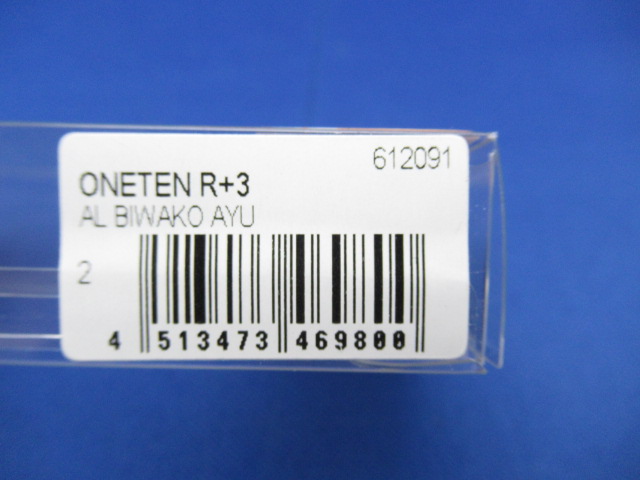 612091
ONETEN R+3
AL BIWAKO AYU
2
4 513473 469800